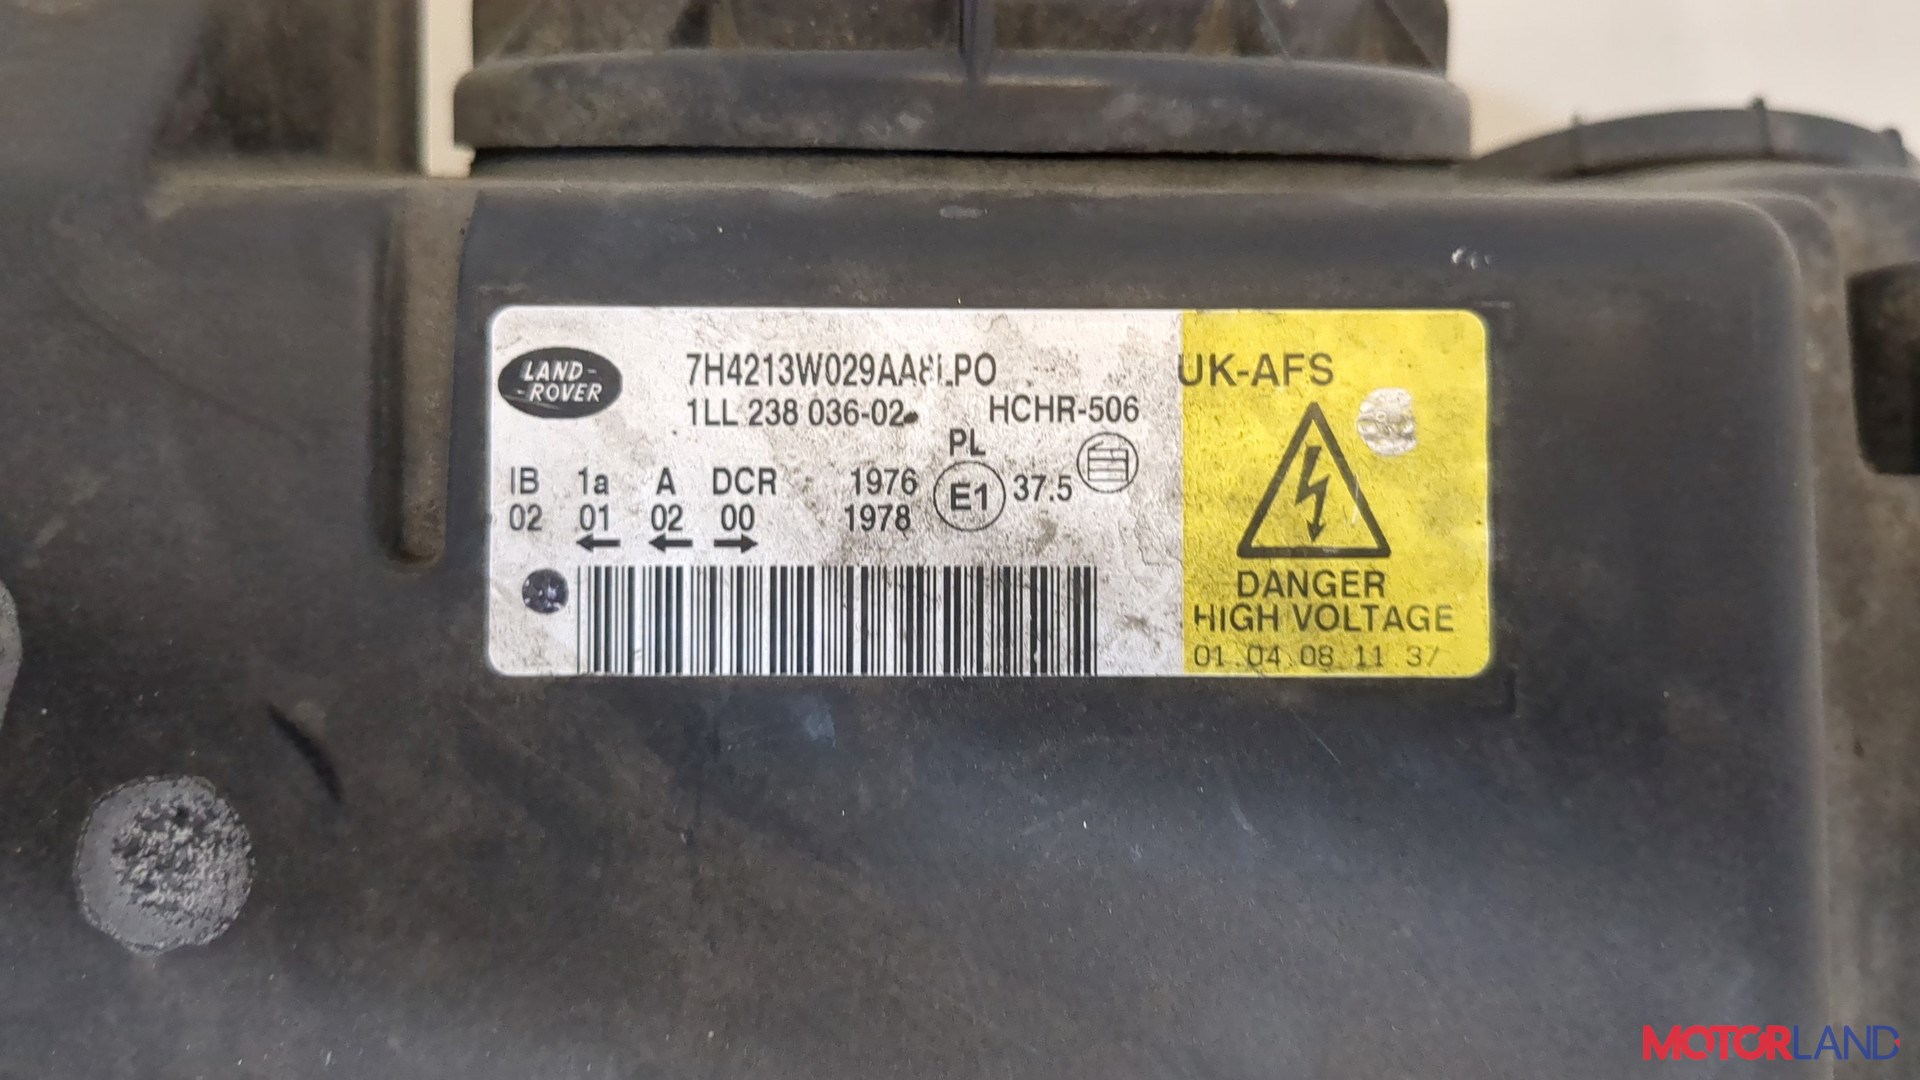 LAND-
-ROVER
7H4213W029AA8LPO
UK-AFS
1LL 238 036-02
HCHR-506
PL
IB 1a A DCR 1976 E1 37.5
02 01 02 00 1978
DANGER
HIGH VOLTAGE
01 04 08 11 37
MOTORLAND